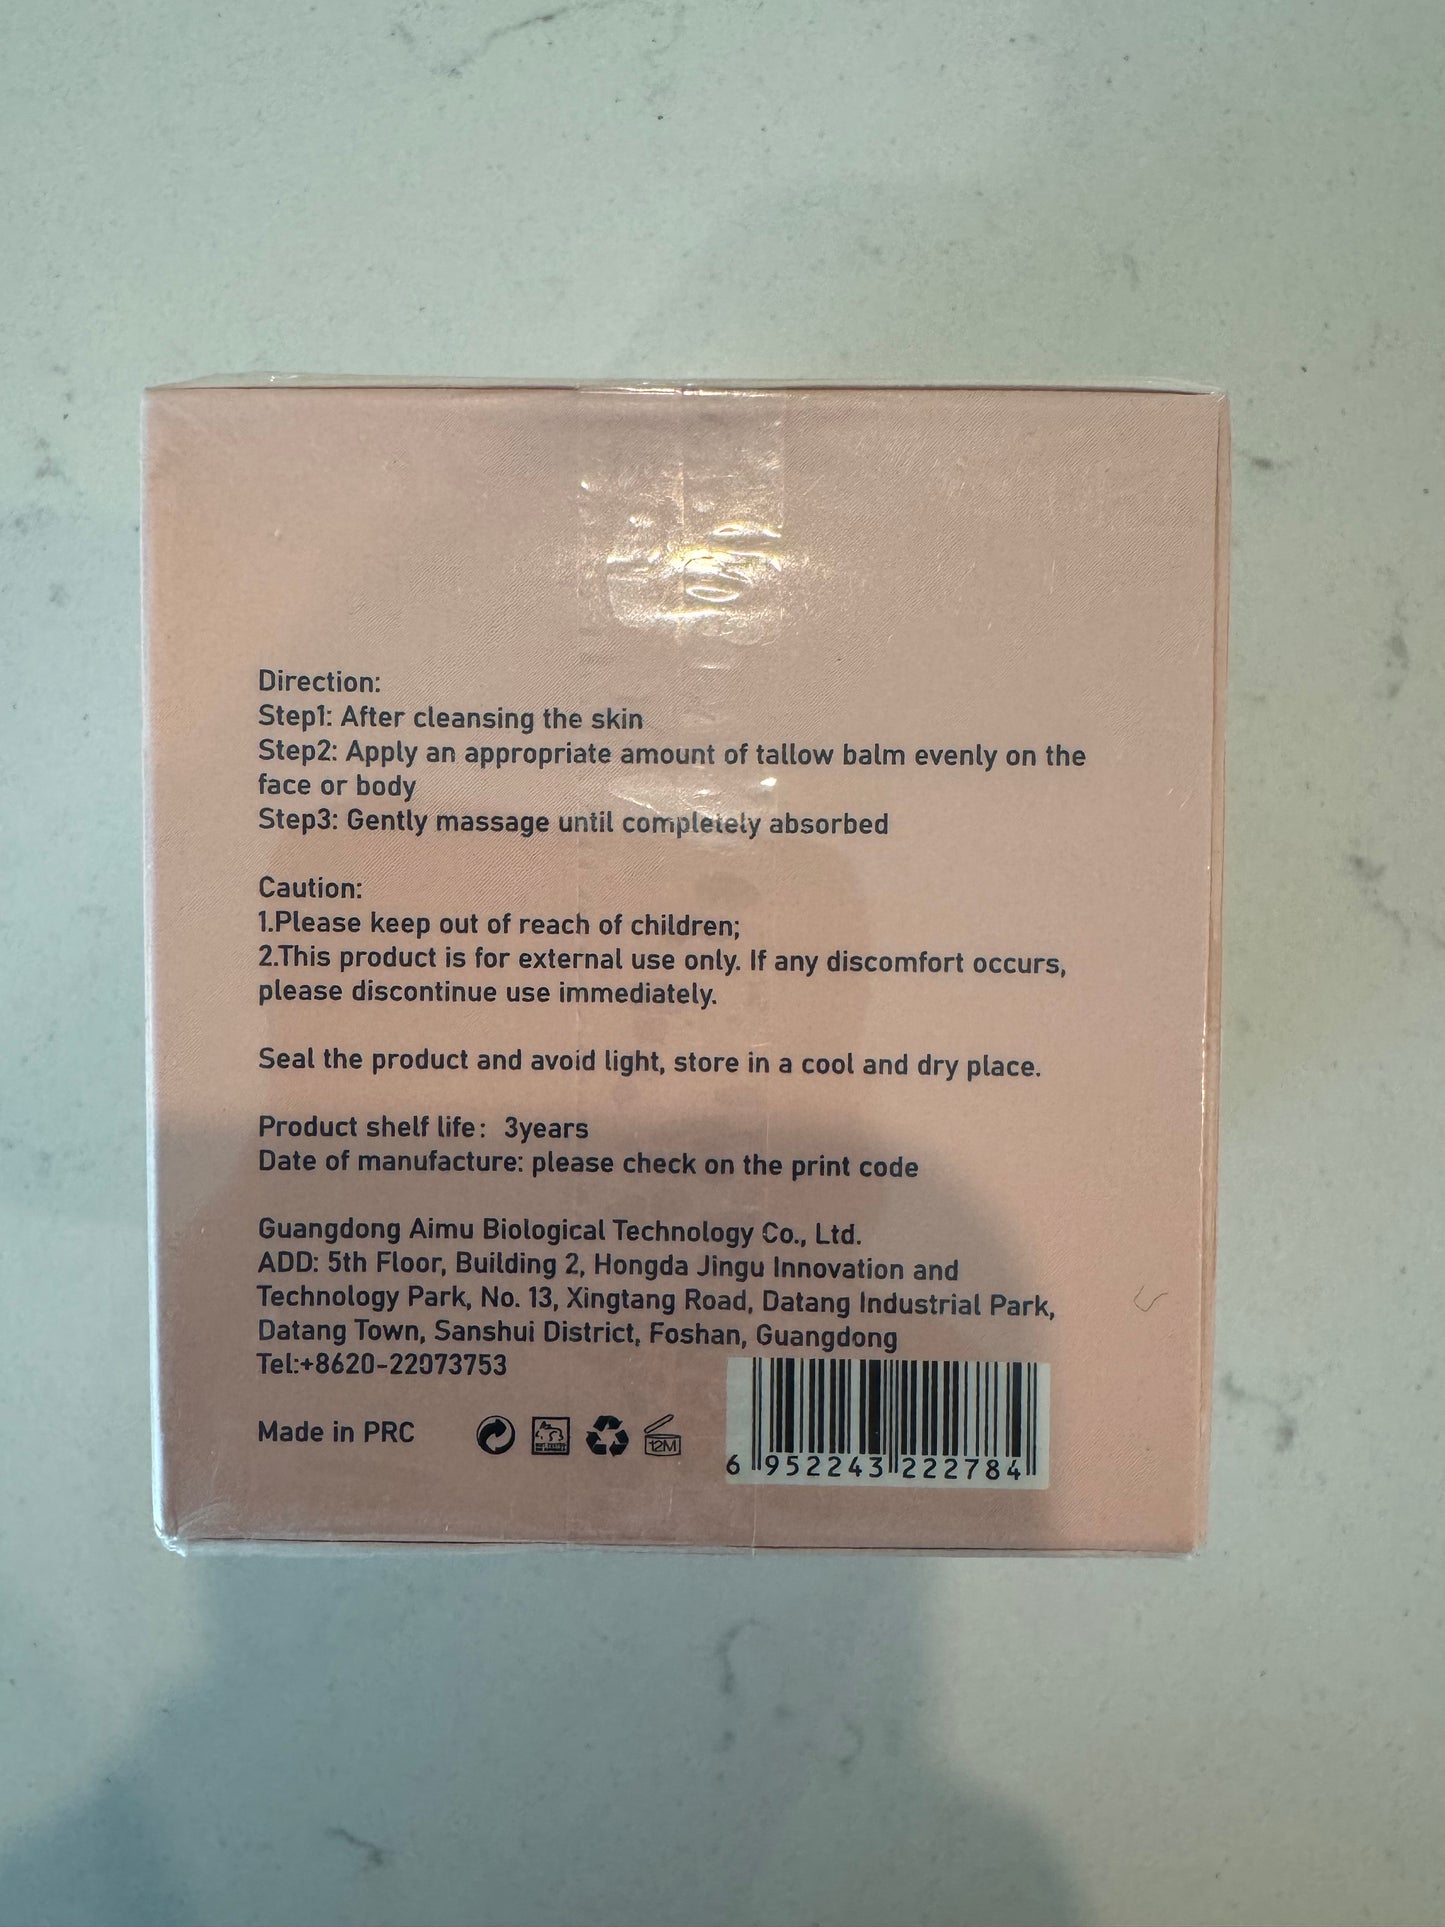 Direction:
Step1: After cleansing the skin
Step2: Apply an appropriate amount of tallow balm evenly on the
face or body
Step3: Gently massage until completely absorbed
Caution:
1.Please keep out of reach of children;
2.This product is for external use only. If any discomfort occurs,
please discontinue use immediately.
Seal the product and avoid light, store in a cool and dry place.
Product shelf life: 3years
Date of manufacture: please check on the print code
Guangdong Aimu Biological Technology Co., Ltd.
ADD: 5th Floor, Building 2, Hongda Jingu Innovation and
Technology Park, No. 13, Xingtang Road, Datang Industrial Park,
Datang Town, Sanshui District, Foshan, Guangdong
Tel:+8620-22073753
Made in PRC
12M
6 952243 222784